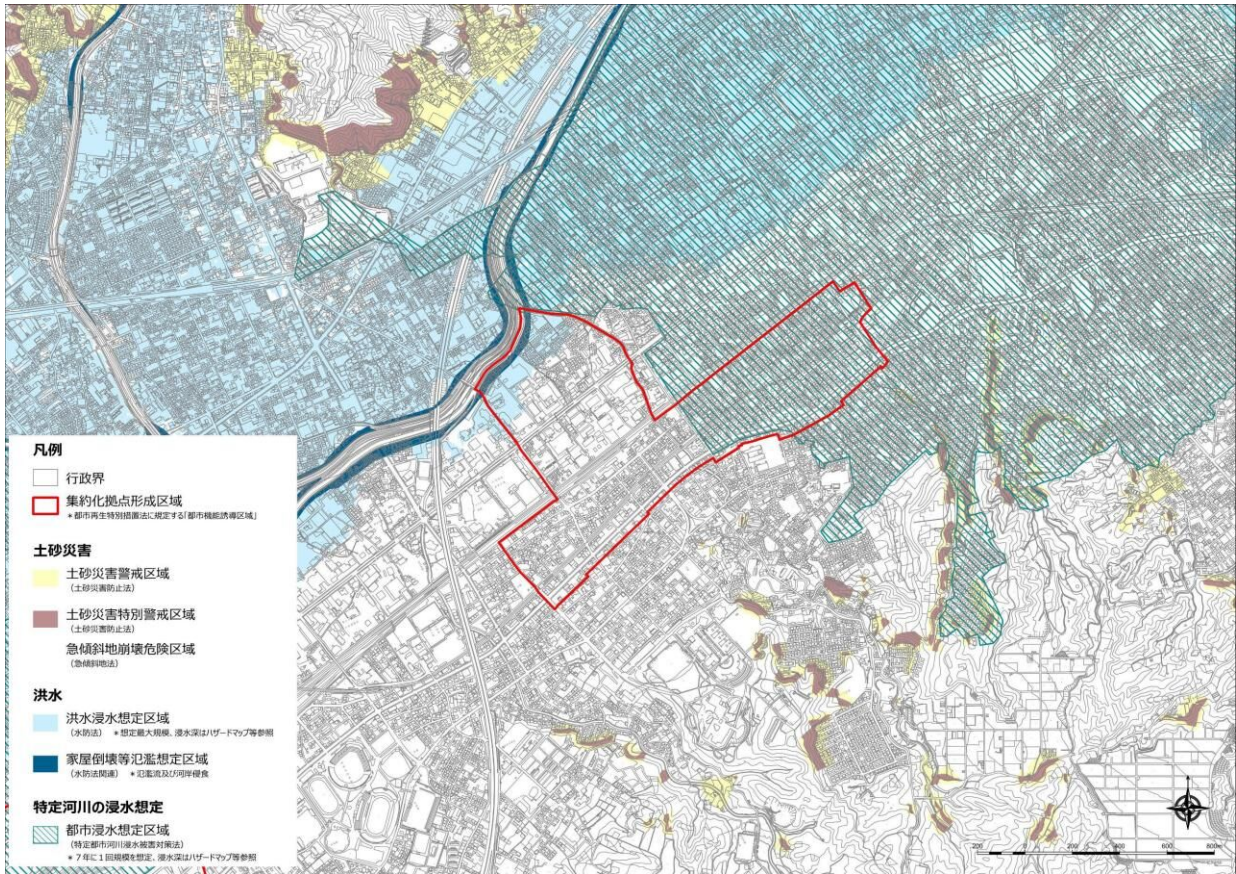 凡例
行政界
集約化拠点形成区域
＊都市再生特別措置法に規定する「都市機能誘導区域」
土砂災害
土砂災害警戒区域
（土砂災害防止法）
土砂災害特別警戒区域
（土砂災害防止法）
急傾斜地崩壊危険区域
（急傾斜地法）
洪水
洪水浸水想定区域
（水防法）　＊想定最大規模、浸水深はハザードマップ等参照
家屋倒壊等氾濫想定区域
（水防法関連）　＊氾濫流及び河岸侵食
特定河川の浸水想定
都市浸水想定区域
（特定都市河川浸水被害対策法）
＊７年に１回規模を想定、浸水深はハザードマップ等参照
200 0 200 400 600 800m